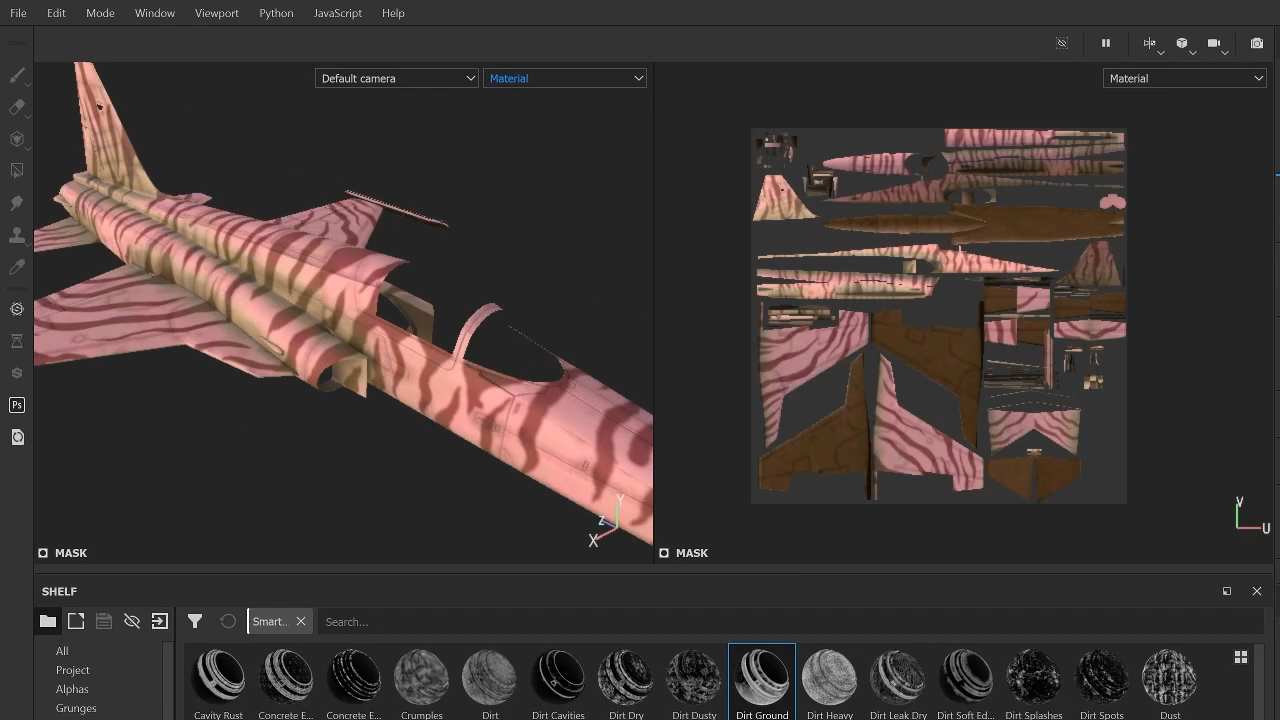 File Edit Mode Window Viewport Python JavaScript Help
Default camera Material Material
Y
Z
X
V
U
Ps
MASK MASK
SHELF
Smart... Search...
All
Project
Alphas
Grunges
Cavity Rust Concrete E... Concrete E... Crumples Dirt Dirt Cavities Dirt Dry Dirt Dusty Dirt Ground Dirt Heavy Dirt Leak Dry Dirt Soft Ed... Dirt Splashes Dirt Spots Dust